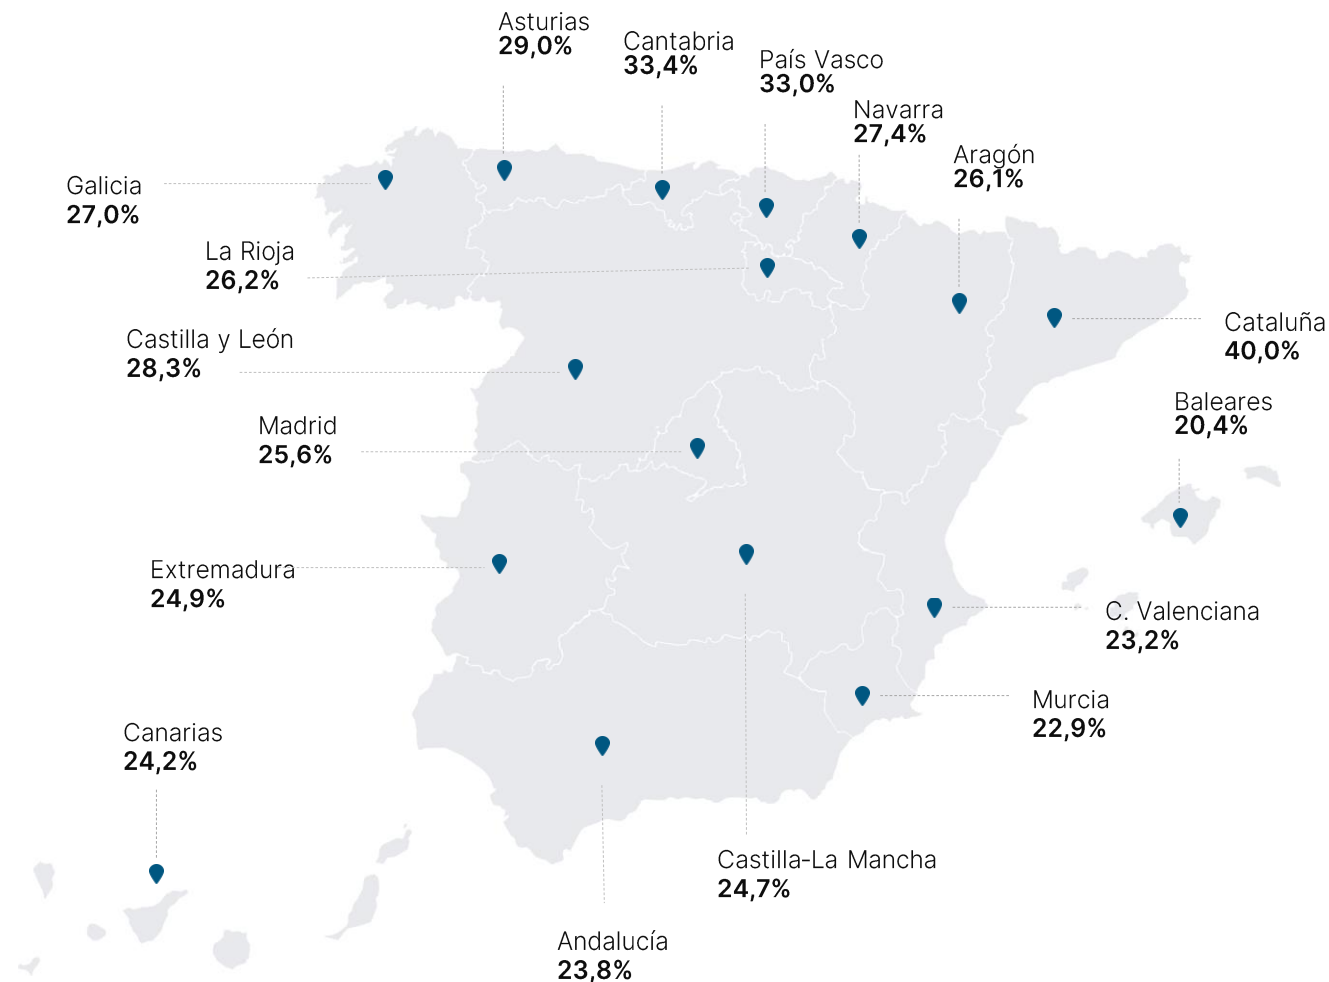 Asturias
29,0%
Cantabria
33,4%
País Vasco
33,0%
Navarra
27,4%
Aragón
26,1%
Galicia
27,0%
La Rioja
26,2%
Cataluña
40,0%
Castilla y León
28,3%
Baleares
20,4%
Madrid
25,6%
Extremadura
24,9%
C. Valenciana
23,2%
Murcia
22,9%
Canarias
24,2%
Castilla-La Mancha
24,7%
Andalucía
23,8%